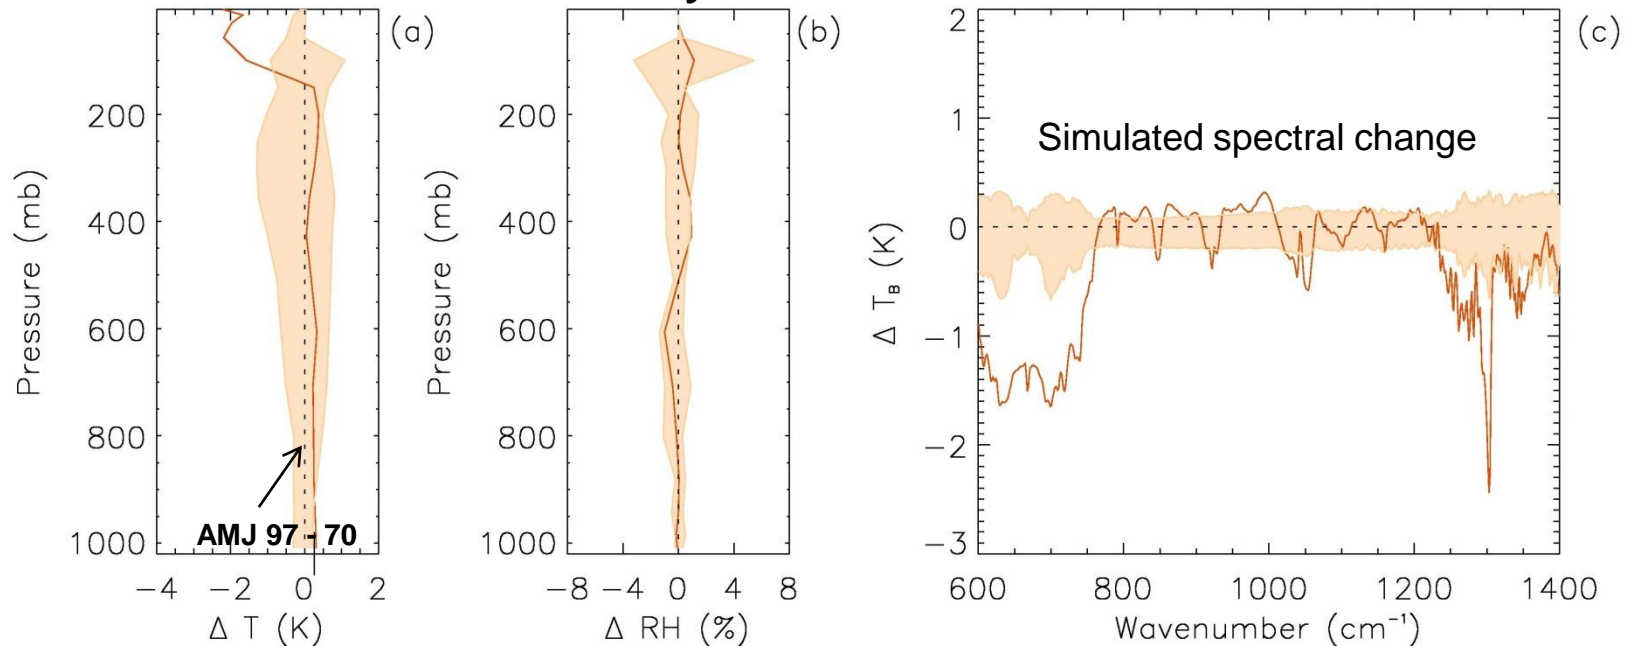 y
(a)
200
400
600
800
1000
Pressure (mb)
AMJ 97 - 70
−4 −2 0 2
Δ T (K)
(b)
200
400
600
800
1000
Pressure (mb)
−8 −4 0 4 8
Δ RH (%)
(c)
2
1
0
−1
−2
−3
Δ T_B (K)
Simulated spectral change
600 800 1000 1200 1400
Wavenumber (cm⁻¹)